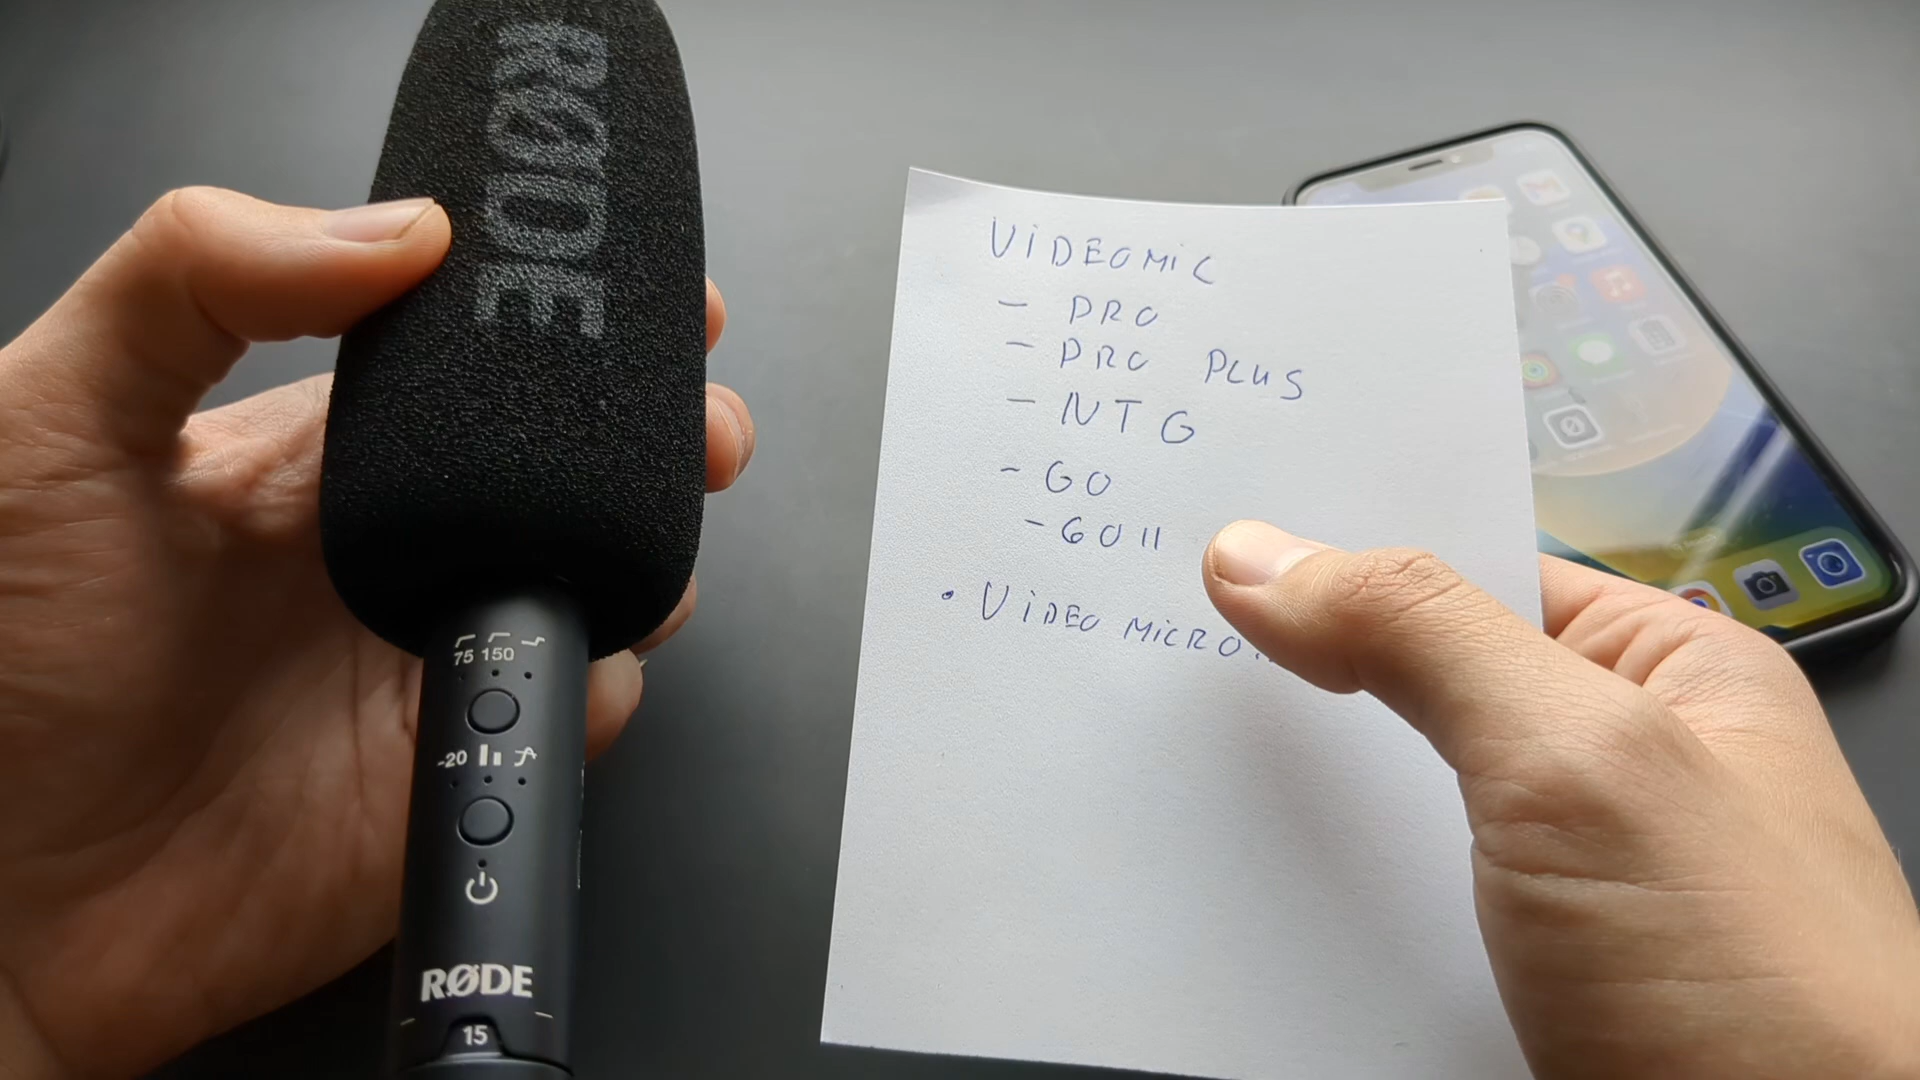 RØDE
75 150
-20
RØDE
15
ViDEOMiC
- PRO
- PRO PLUS
- NTG
- GO
- GO II
• ViDEO MiCRO